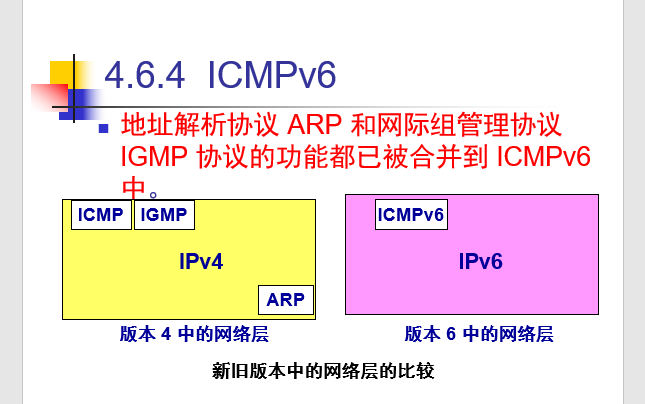 4.6.4 ICMPv6
地址解析协议 ARP 和网际组管理协议
IGMP 协议的功能都已被合并到 ICMPv6
中。
ICMP IGMP
IPv4
ARP
版本 4 中的网络层
ICMPv6
IPv6
版本 6 中的网络层
新旧版本中的网络层的比较